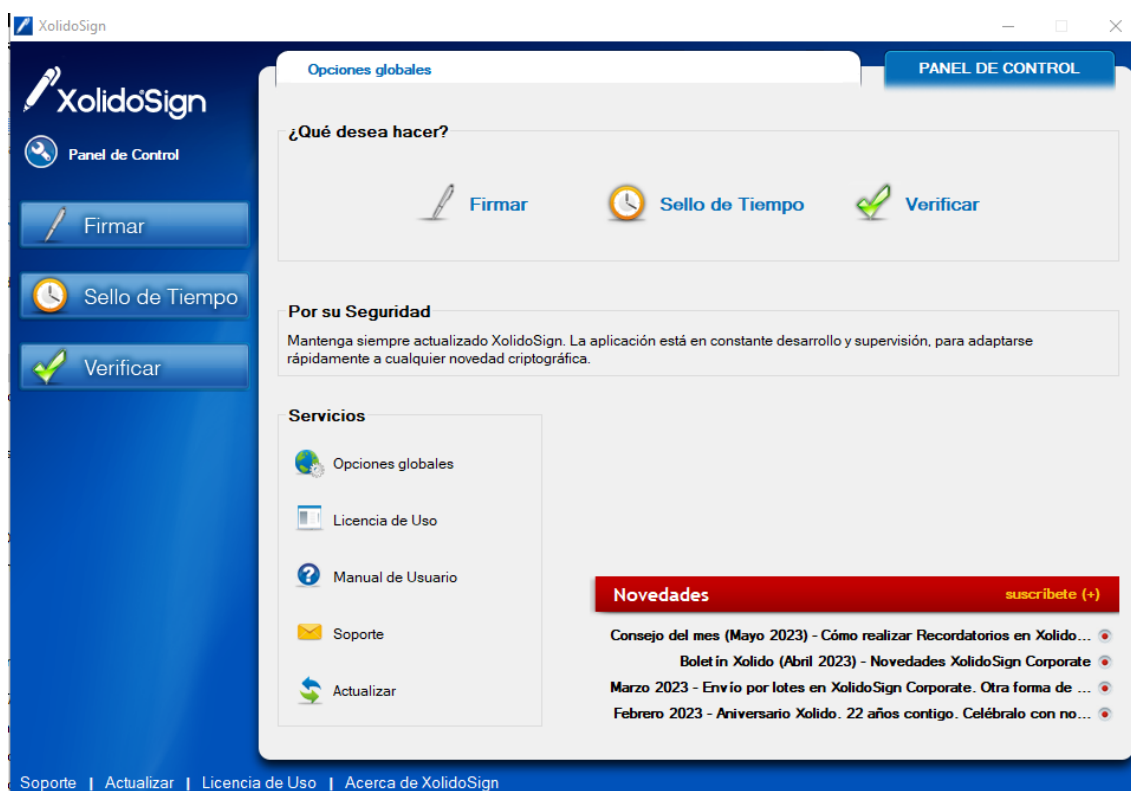 XolidoSign
XolidoSign
Panel de Control
Firmar
Sello de Tiempo
Verificar
Opciones globales
PANEL DE CONTROL
¿Qué desea hacer?
Firmar
Sello de Tiempo
Verificar
Por su Seguridad
Mantenga siempre actualizado XolidoSign. La aplicación está en constante desarrollo y supervisión, para adaptarse
rápidamente a cualquier novedad criptográfica.
Servicios
Opciones globales
Licencia de Uso
Manual de Usuario
Soporte
Actualizar
Novedades
suscribete (+)
Consejo del mes (Mayo 2023) - Cómo realizar Recordatorios en Xolido...
Boletín Xolido (Abril 2023) - Novedades XolidoSign Corporate
Marzo 2023 - Envío por lotes en XolidoSign Corporate. Otra forma de ...
Febrero 2023 - Aniversario Xolido. 22 años contigo. Celébralo con no...
Soporte | Actualizar | Licencia de Uso | Acerca de XolidoSign